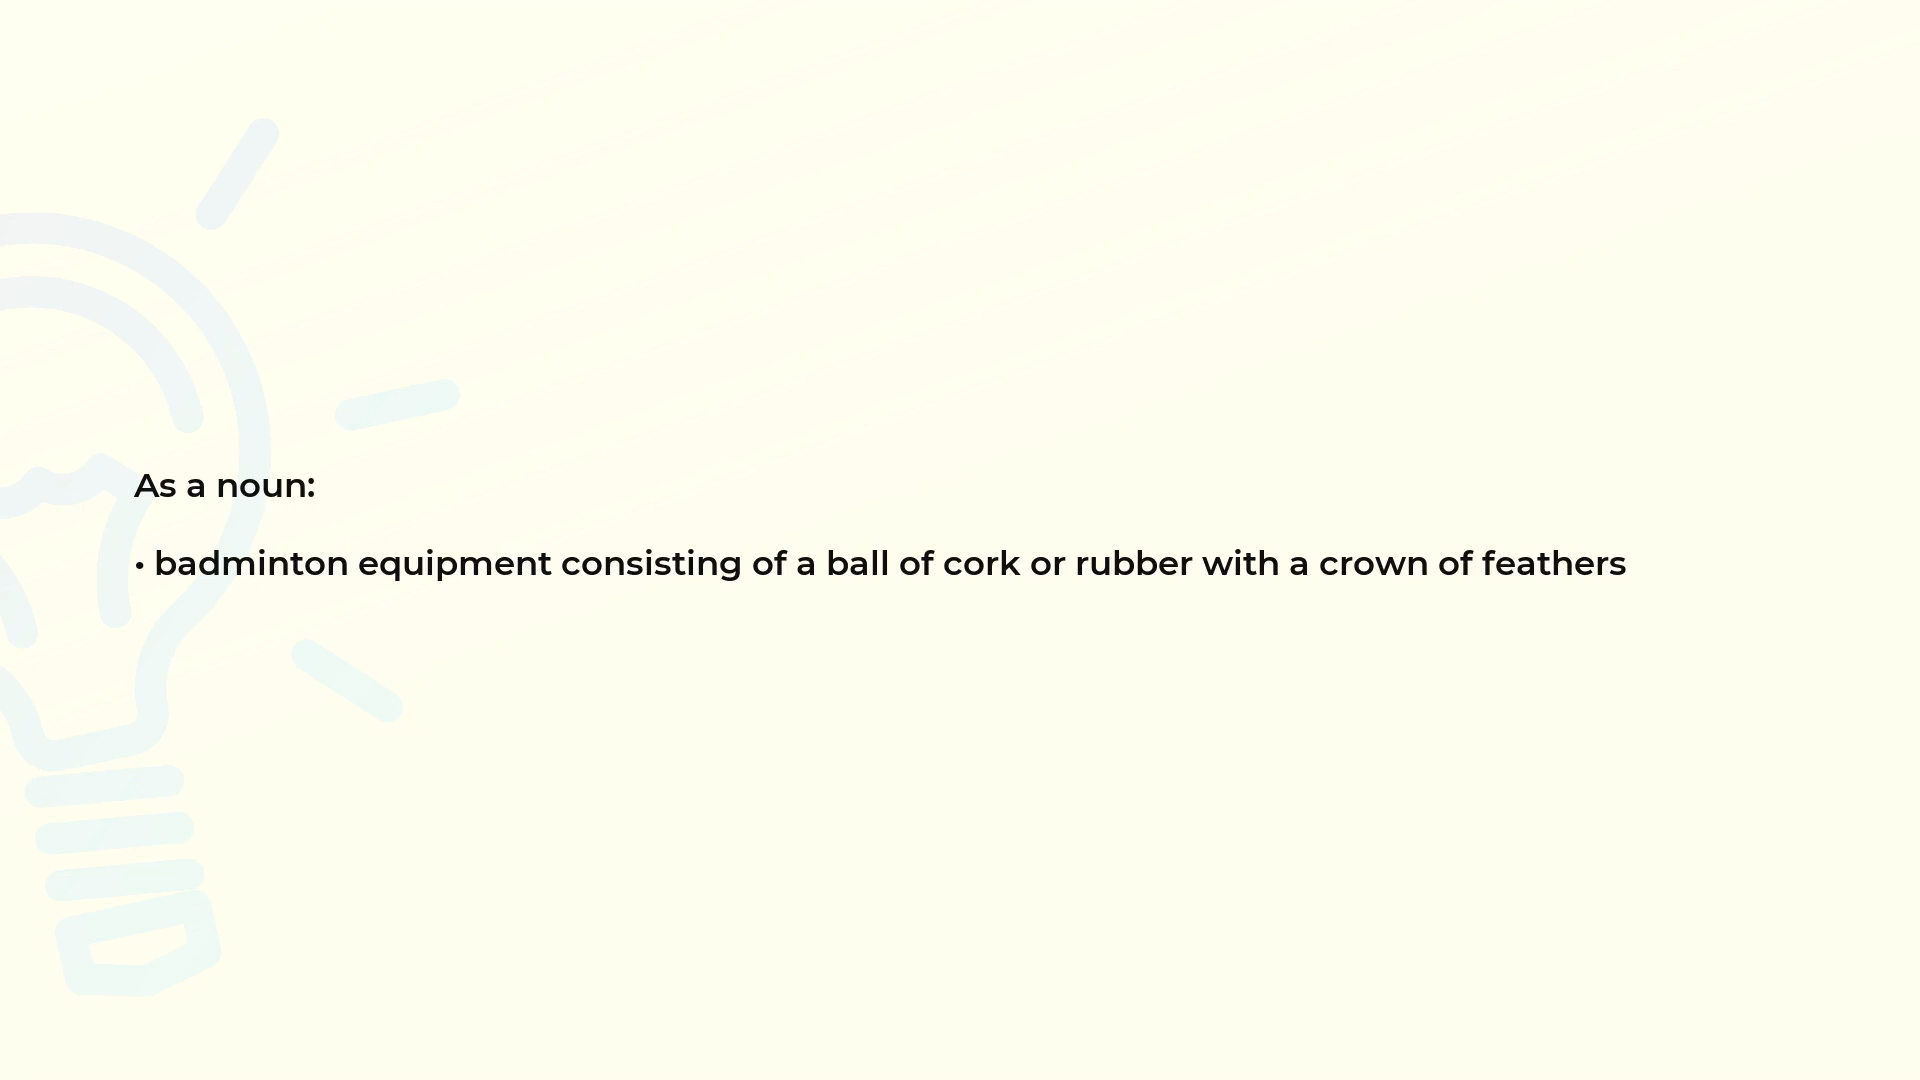 As a noun:
• badminton equipment consisting of a ball of cork or rubber with a crown of feathers